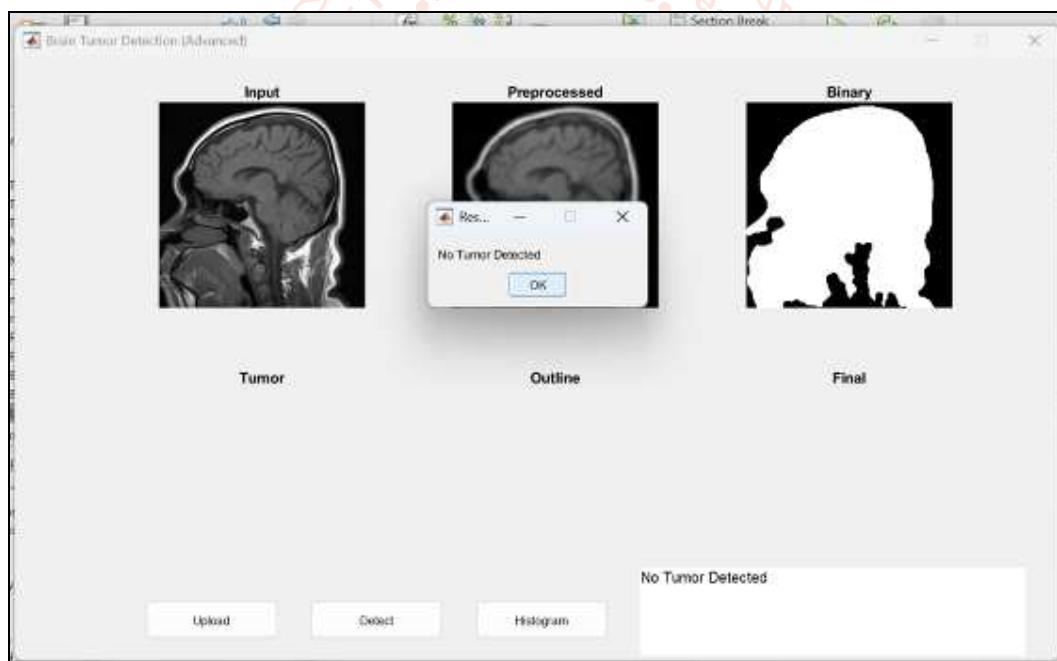 Section Break
Brain Tumor Detection (Advanced)
Input Preprocessed Binary
Res...
No Tumor Detected
OK
Tumor Outline Final
No Tumor Detected
Upload Detect Histogram